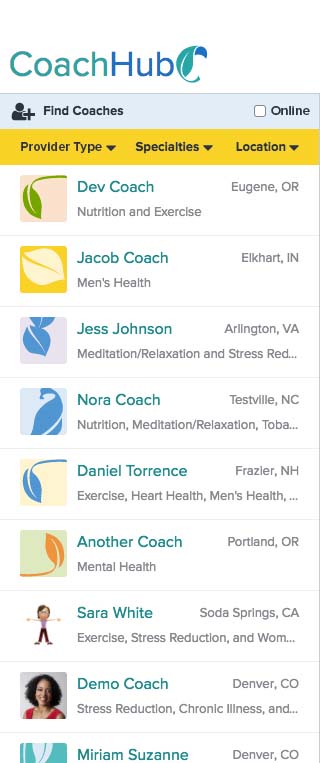 CoachHub
Find Coaches Online
Provider Type Specialties Location
Dev Coach Eugene, OR
Nutrition and Exercise
Jacob Coach Elkhart, IN
Men's Health
Jess Johnson Arlington, VA
Meditation/Relaxation and Stress Red...
Nora Coach Testville, NC
Nutrition, Meditation/Relaxation, Toba...
Daniel Torrence Frazier, NH
Exercise, Heart Health, Men's Health, ...
Another Coach Portland, OR
Mental Health
Sara White Soda Springs, CA
Exercise, Stress Reduction, and Wom...
Demo Coach Denver, CO
Stress Reduction, Chronic Illness, and...
Miriam Suzanne Denver, CO